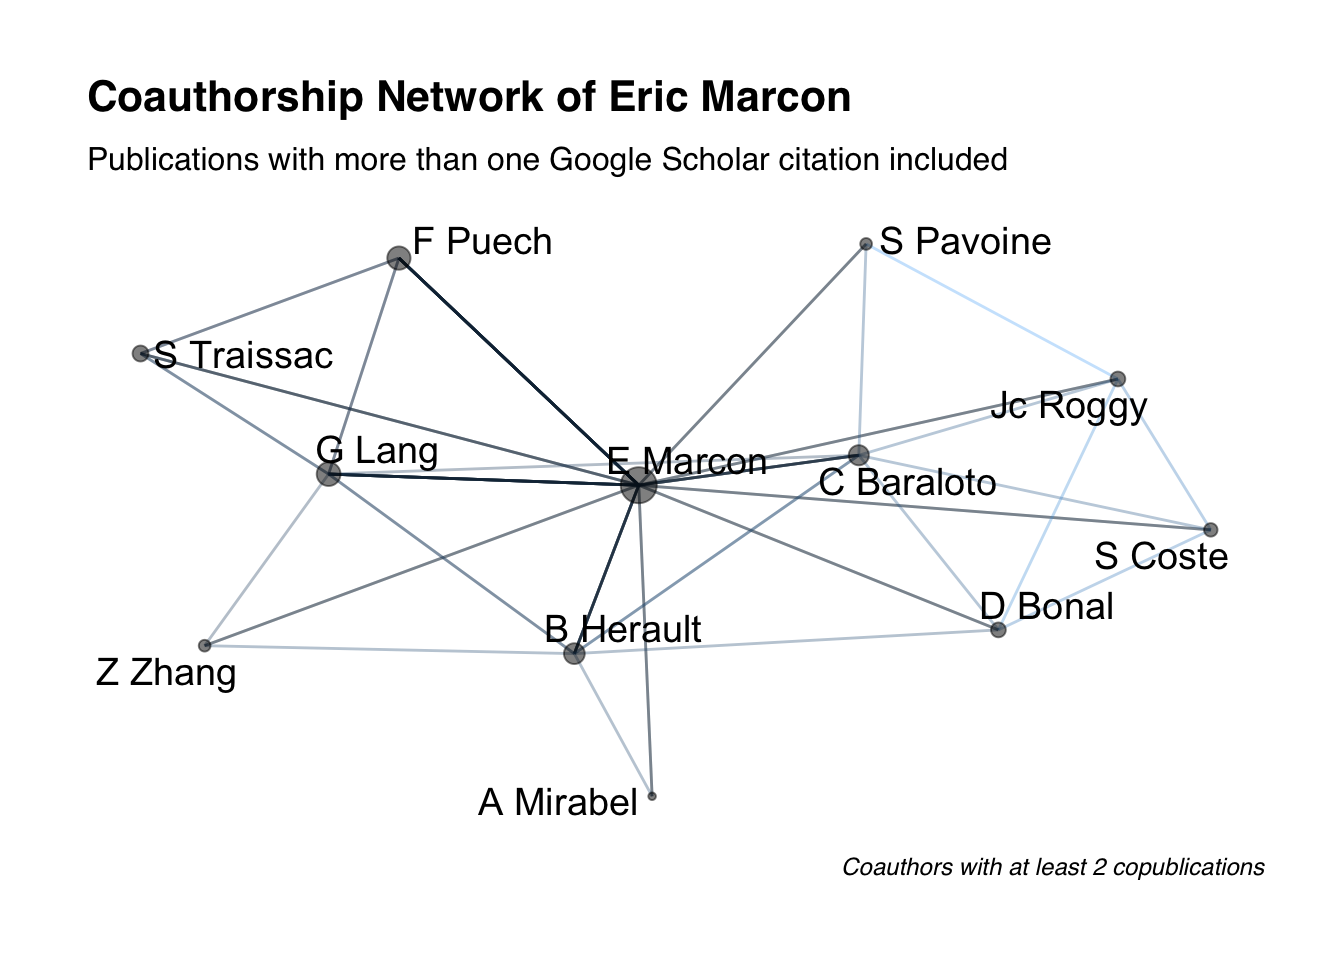 Coauthorship Network of Eric Marcon
Publications with more than one Google Scholar citation included
F Puech
S Pavoine
S Traissac
Jc Roggy
G Lang
E Marcon
C Baraloto
S Coste
D Bonal
B Herault
Z Zhang
A Mirabel
Coauthors with at least 2 copublications